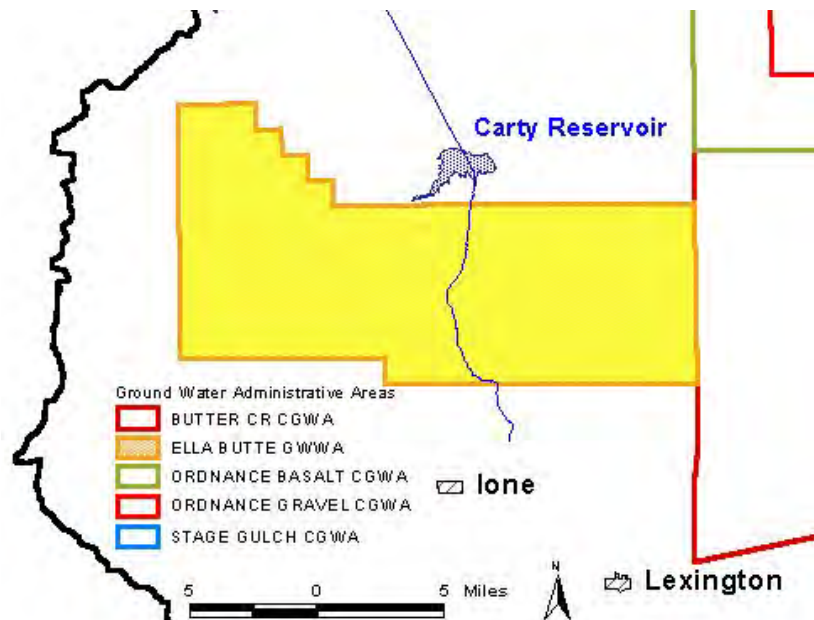 Carty Reservoir
Ground Water Administrative Areas
BUTTER CR CGWA
ELLA BUTTE GWWA
ORDNANCE BASALT CGWA
ORDNANCE GRAVEL CGWA
STAGE GULCH CGWA
Ione
Lexington
N
5 0 5 Miles